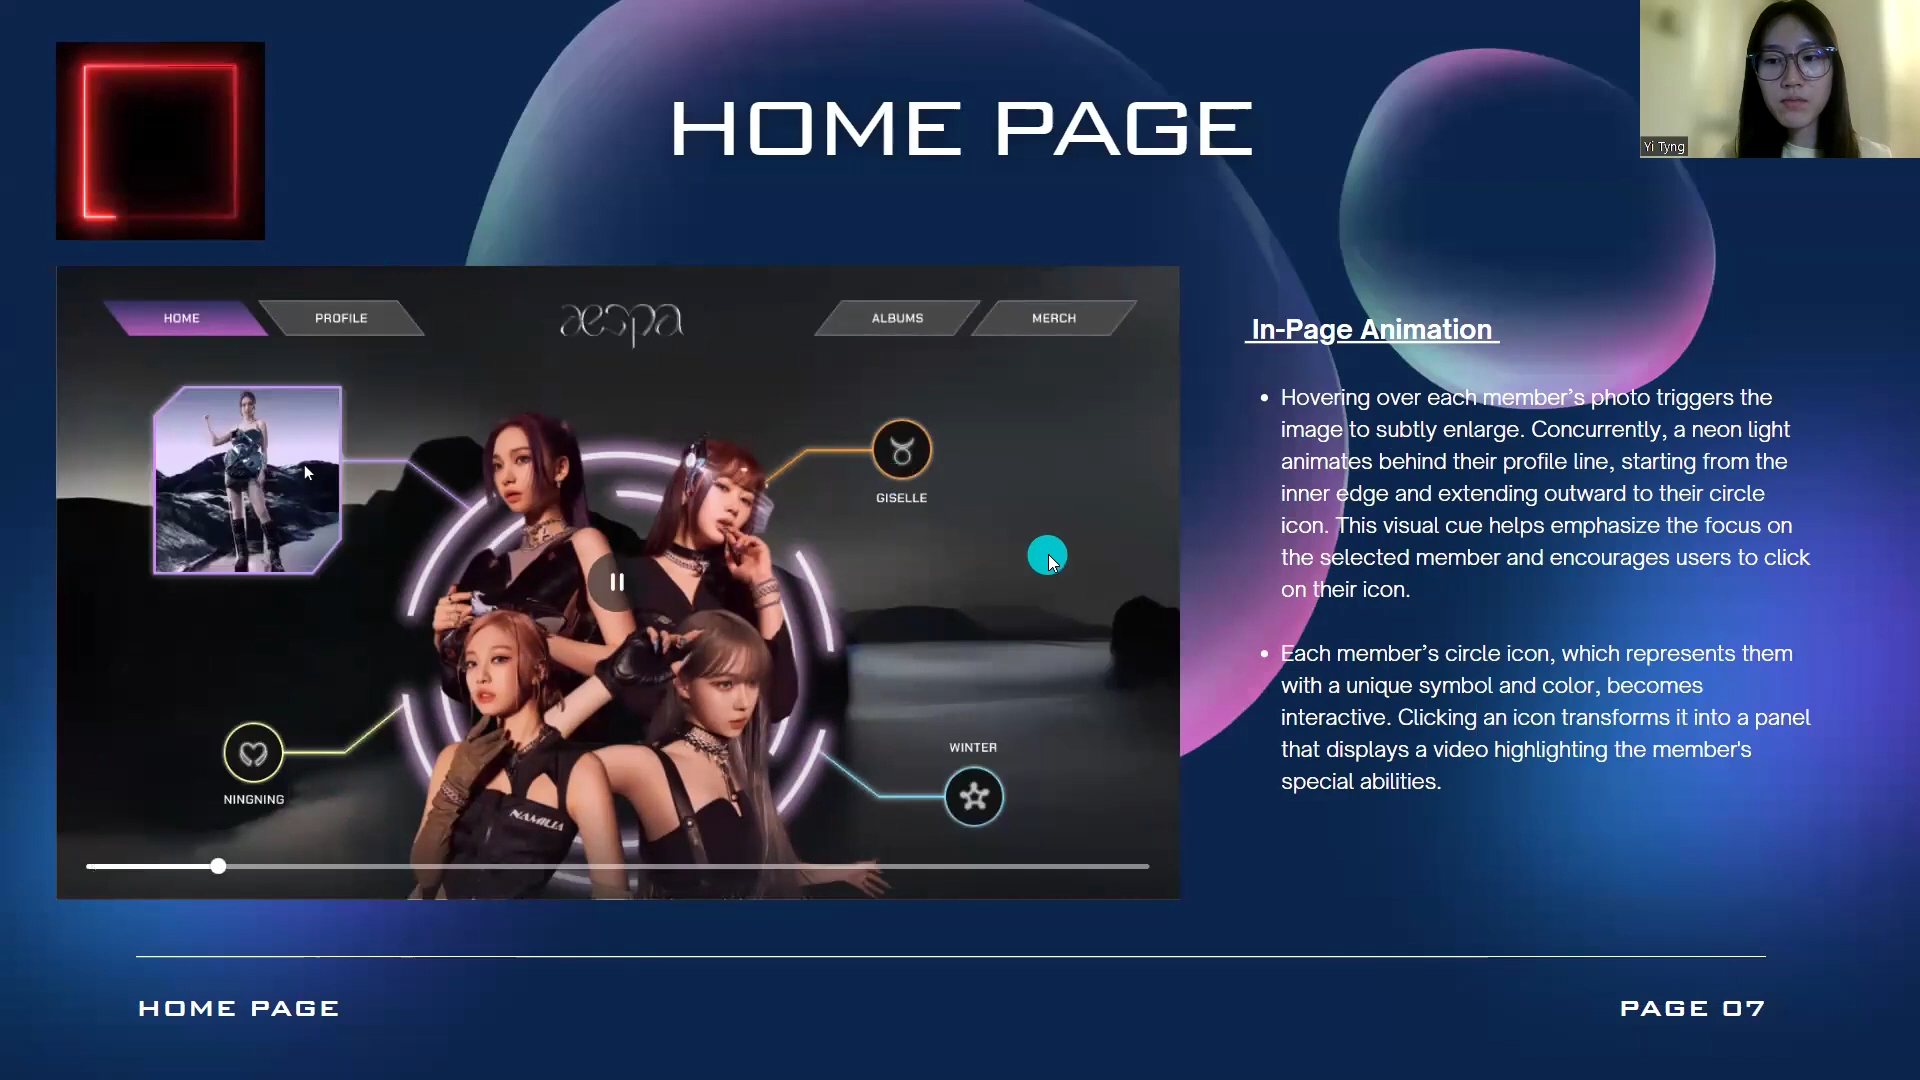 HOME PAGE
Yi Tyng
HOME
PROFILE
aespa
ALBUMS
MERCH
GISELLE
NINGNING
WINTER
NAMILIA
In-Page Animation
• Hovering over each member’s photo triggers the
image to subtly enlarge. Concurrently, a neon light
animates behind their profile line, starting from the
inner edge and extending outward to their circle
icon. This visual cue helps emphasize the focus on
the selected member and encourages users to click
on their icon.
• Each member’s circle icon, which represents them
with a unique symbol and color, becomes
interactive. Clicking an icon transforms it into a panel
that displays a video highlighting the member's
special abilities.
HOME PAGE
PAGE 07